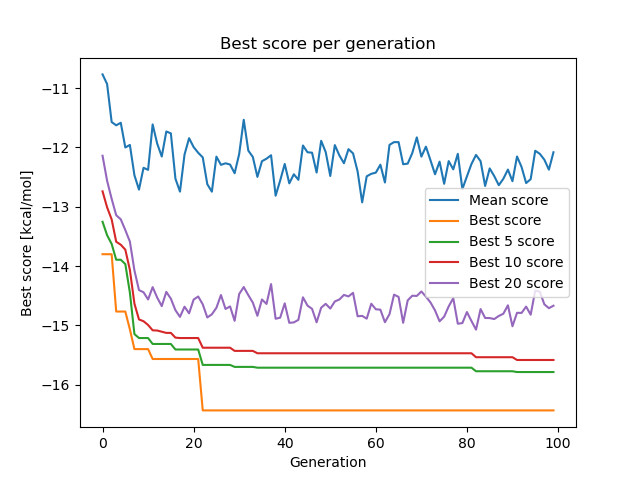 Best score per generation
Best score [kcal/mol]
−11
−12
−13
−14
−15
−16
Mean score
Best score
Best 5 score
Best 10 score
Best 20 score
0
20
40
60
80
100
Generation